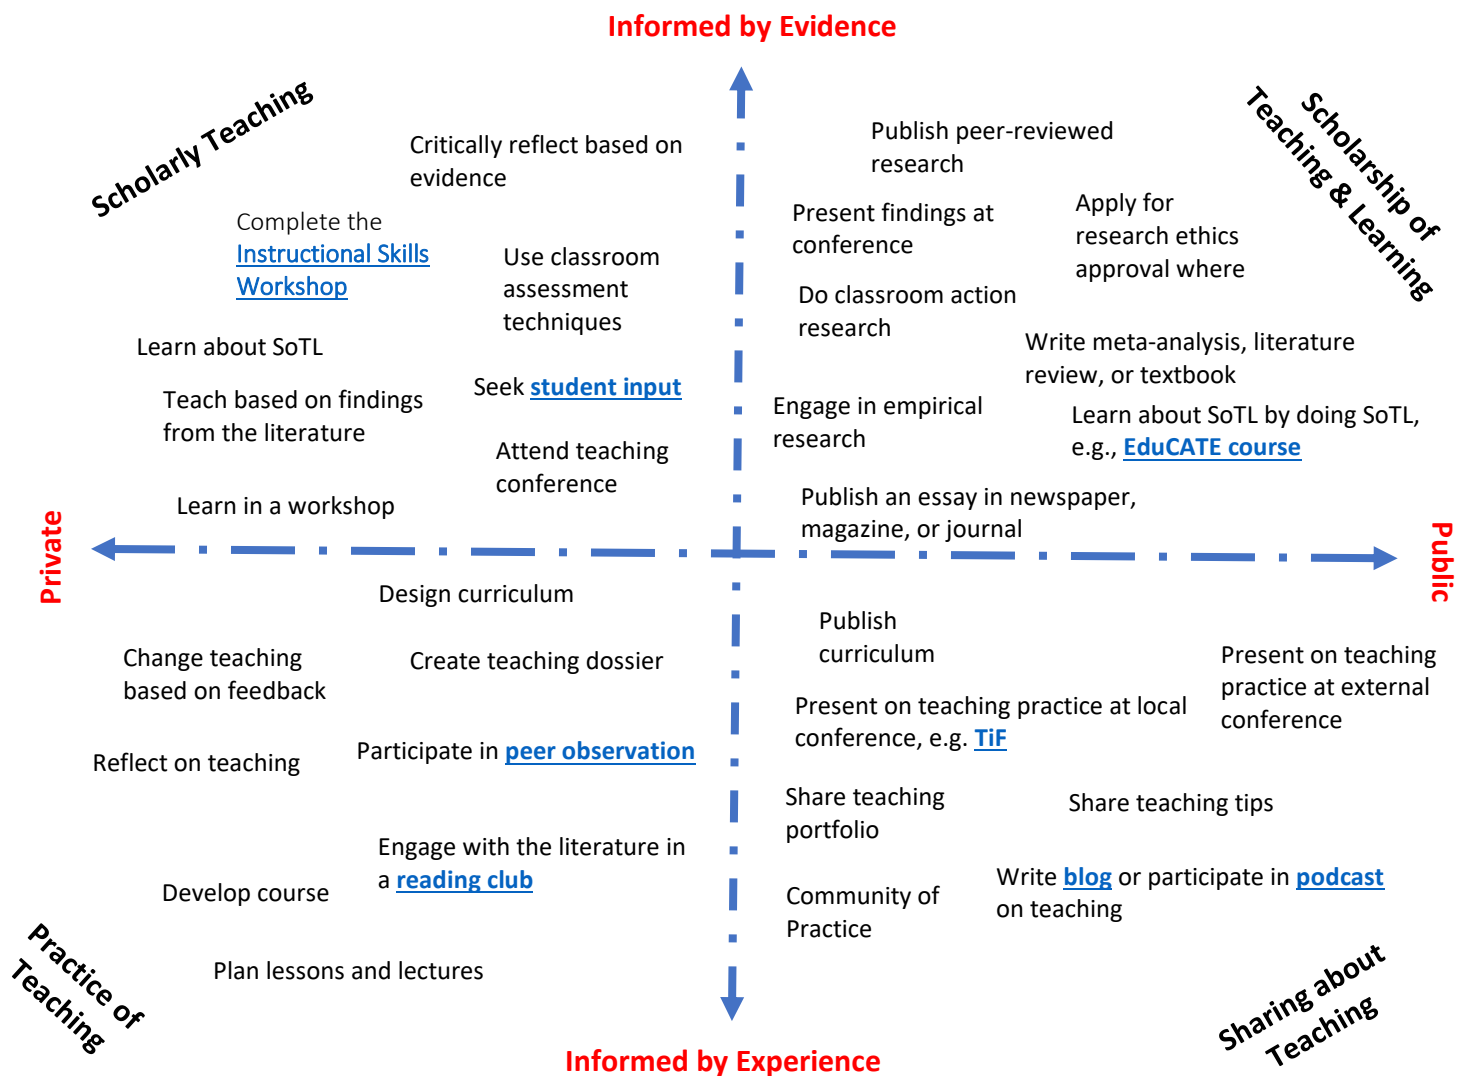 Informed by Evidence
Scholarly Teaching
Critically reflect based on
evidence
Complete the
Instructional Skills
Workshop
Use classroom
assessment
techniques
Learn about SoTL
Seek student input
Teach based on findings
from the literature
Attend teaching
conference
Learn in a workshop
Scholarship of
Teaching & Learning
Publish peer-reviewed
research
Present findings at
conference
Apply for
research ethics
approval where
Do classroom action
research
Write meta-analysis, literature
review, or textbook
Engage in empirical
research
Learn about SoTL by doing SoTL,
e.g., EduCATE course
Publish an essay in newspaper,
magazine, or journal
Private
Public
Design curriculum
Change teaching
based on feedback
Create teaching dossier
Reflect on teaching
Participate in peer observation
Engage with the literature in
a reading club
Develop course
Plan lessons and lectures
Practice of
Teaching
Publish
curriculum
Present on teaching
practice at external
conference
Present on teaching practice at local
conference, e.g. TiF
Share teaching
portfolio
Share teaching tips
Community of
Practice
Write blog or participate in podcast
on teaching
Sharing about
Teaching
Informed by Experience